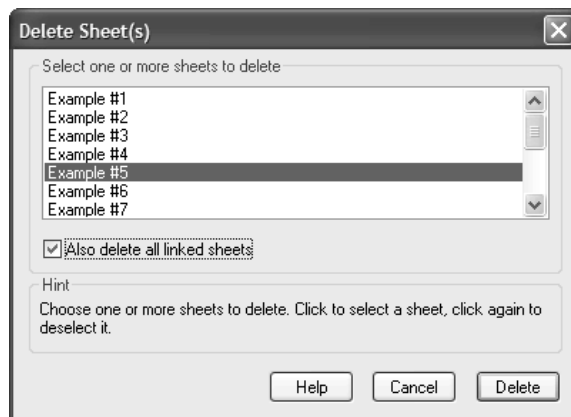 Delete Sheet(s)
Select one or more sheets to delete
Example #1
Example #2
Example #3
Example #4
Example #5
Example #6
Example #7
Also delete all linked sheets
Hint
Choose one or more sheets to delete. Click to select a sheet, click again to
deselect it.
Help Cancel Delete